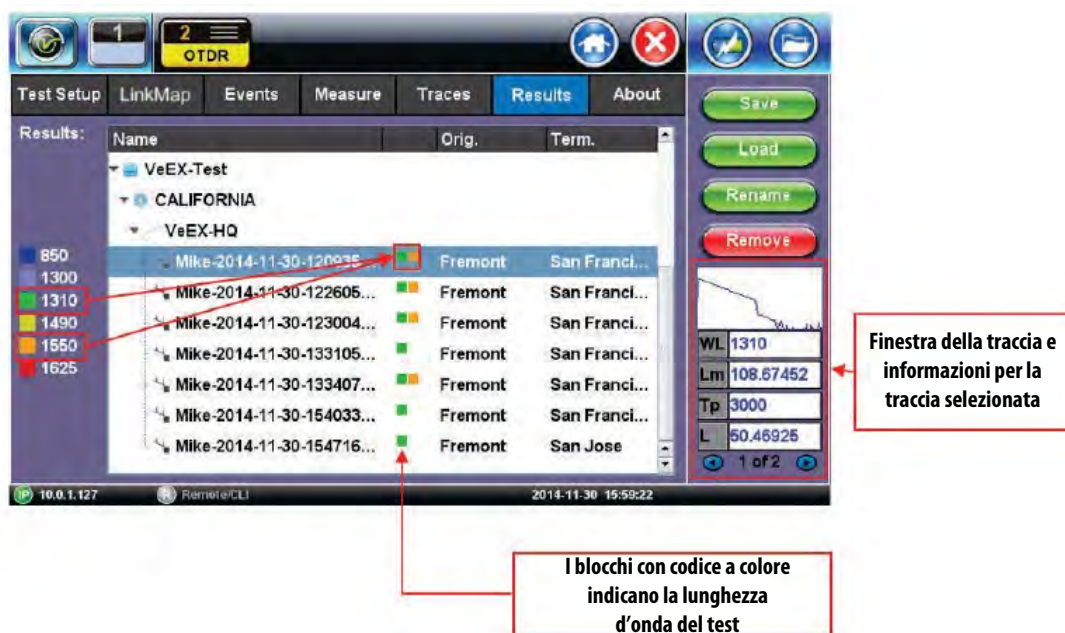 1
2
OTDR
Test Setup LinkMap Events Measure Traces Results About
Results:
Name Orig. Term.
VeEX-Test
CALIFORNIA
VeEX-HQ
850
1300
1310
1490
1550
1625
Mike-2014-11-30-120935... Fremont San Franci...
Mike-2014-11-30-122605... Fremont San Franci...
Mike-2014-11-30-123004... Fremont San Franci...
Mike-2014-11-30-133105... Fremont San Franci...
Mike-2014-11-30-133407... Fremont San Franci...
Mike-2014-11-30-154033... Fremont San Franci...
Mike-2014-11-30-154716... Fremont San Jose
Save
Load
Rename
Remove
WL 1310
Lm 108.67452
Tp 3000
L 50.46925
1 of 2
IP 10.0.1.127 R Remote/CLI 2014-11-30 15:59:22
Finestra della traccia e
informazioni per la
traccia selezionata
I blocchi con codice a colore
indicano la lunghezza
d'onda del test